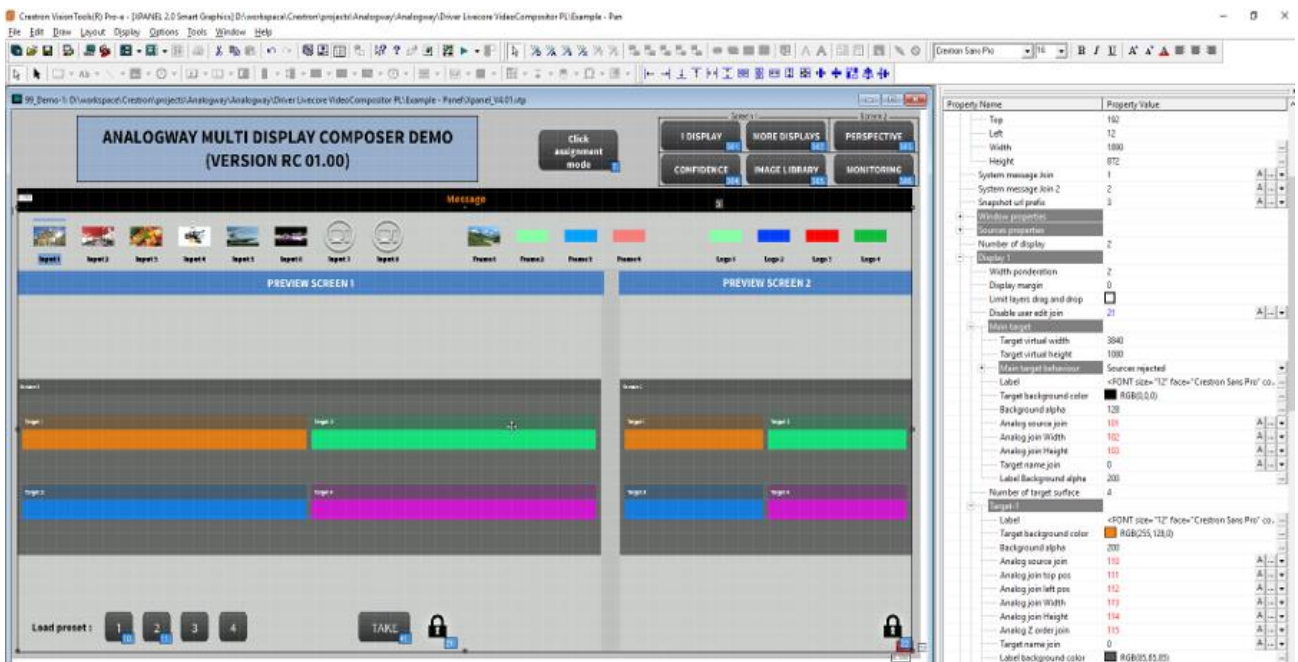 Crestron VisionTools(R) Pro-e - [XPANEL 2.0 Smart Graphics] D:\workspace\Crestron\projects\Analogway\Analogway\Driver Livecore VideoCompositor PL\Example - Pan
File Edit Draw Layout Display Options Tools Window Help
Crestron Sans Pro 16 B I U
99_Demo-1: D:\workspace\Crestron\projects\Analogway\Analogway\Driver Livecore VideoCompositor PL\Example - Panel\Xpanel_V4.01.vtp
ANALOGWAY MULTI DISPLAY COMPOSER DEMO
(VERSION RC 01.00)
Click
assignment
mode
Screen 1 Screen 2
1 DISPLAY MORE DISPLAYS PERSPECTIVE
CONFIDENCE IMAGE LIBRARY MONITORING
Message
Input 1 Input 2 Input 3 Input 4 Input 5 Input 6 Input 7 Input 8 Frame 1 Frame 2 Frame 3 Frame 4 Logo 1 Logo 2 Logo 3 Logo 4
PREVIEW SCREEN 1 PREVIEW SCREEN 2
Load preset : 1 2 3 4 TAKE
Property Name Property Value
Top 192
Left 12
Width 1890
Height 872
System message Join 1
System message Join 2 2
Snapshot url prefix 3
Window properties
Sources properties
Number of display 2
Display 1
Width ponderation 2
Display margin 0
Limit layers drag and drop
Disable user edit join 21
Main target
Target virtual width 3840
Target virtual height 1080
Main target behaviour Sources rejected
Label <FONT size="12" face="Crestron Sans Pro" co...
Target background color RGB(0,0,0)
Background alpha 128
Analog source join 101
Analog join Width 102
Analog join Height 103
Target name join 0
Label Background alpha 200
Number of target surface 4
Target-1
Label <FONT size="12" face="Crestron Sans Pro" co...
Target background color RGB(255,128,0)
Background alpha 200
Analog source join 110
Analog join top pos 111
Analog join left pos 112
Analog join Width 113
Analog join Height 114
Analog Z order join 115
Target name join 0
Label background color RGB(85,85,85)